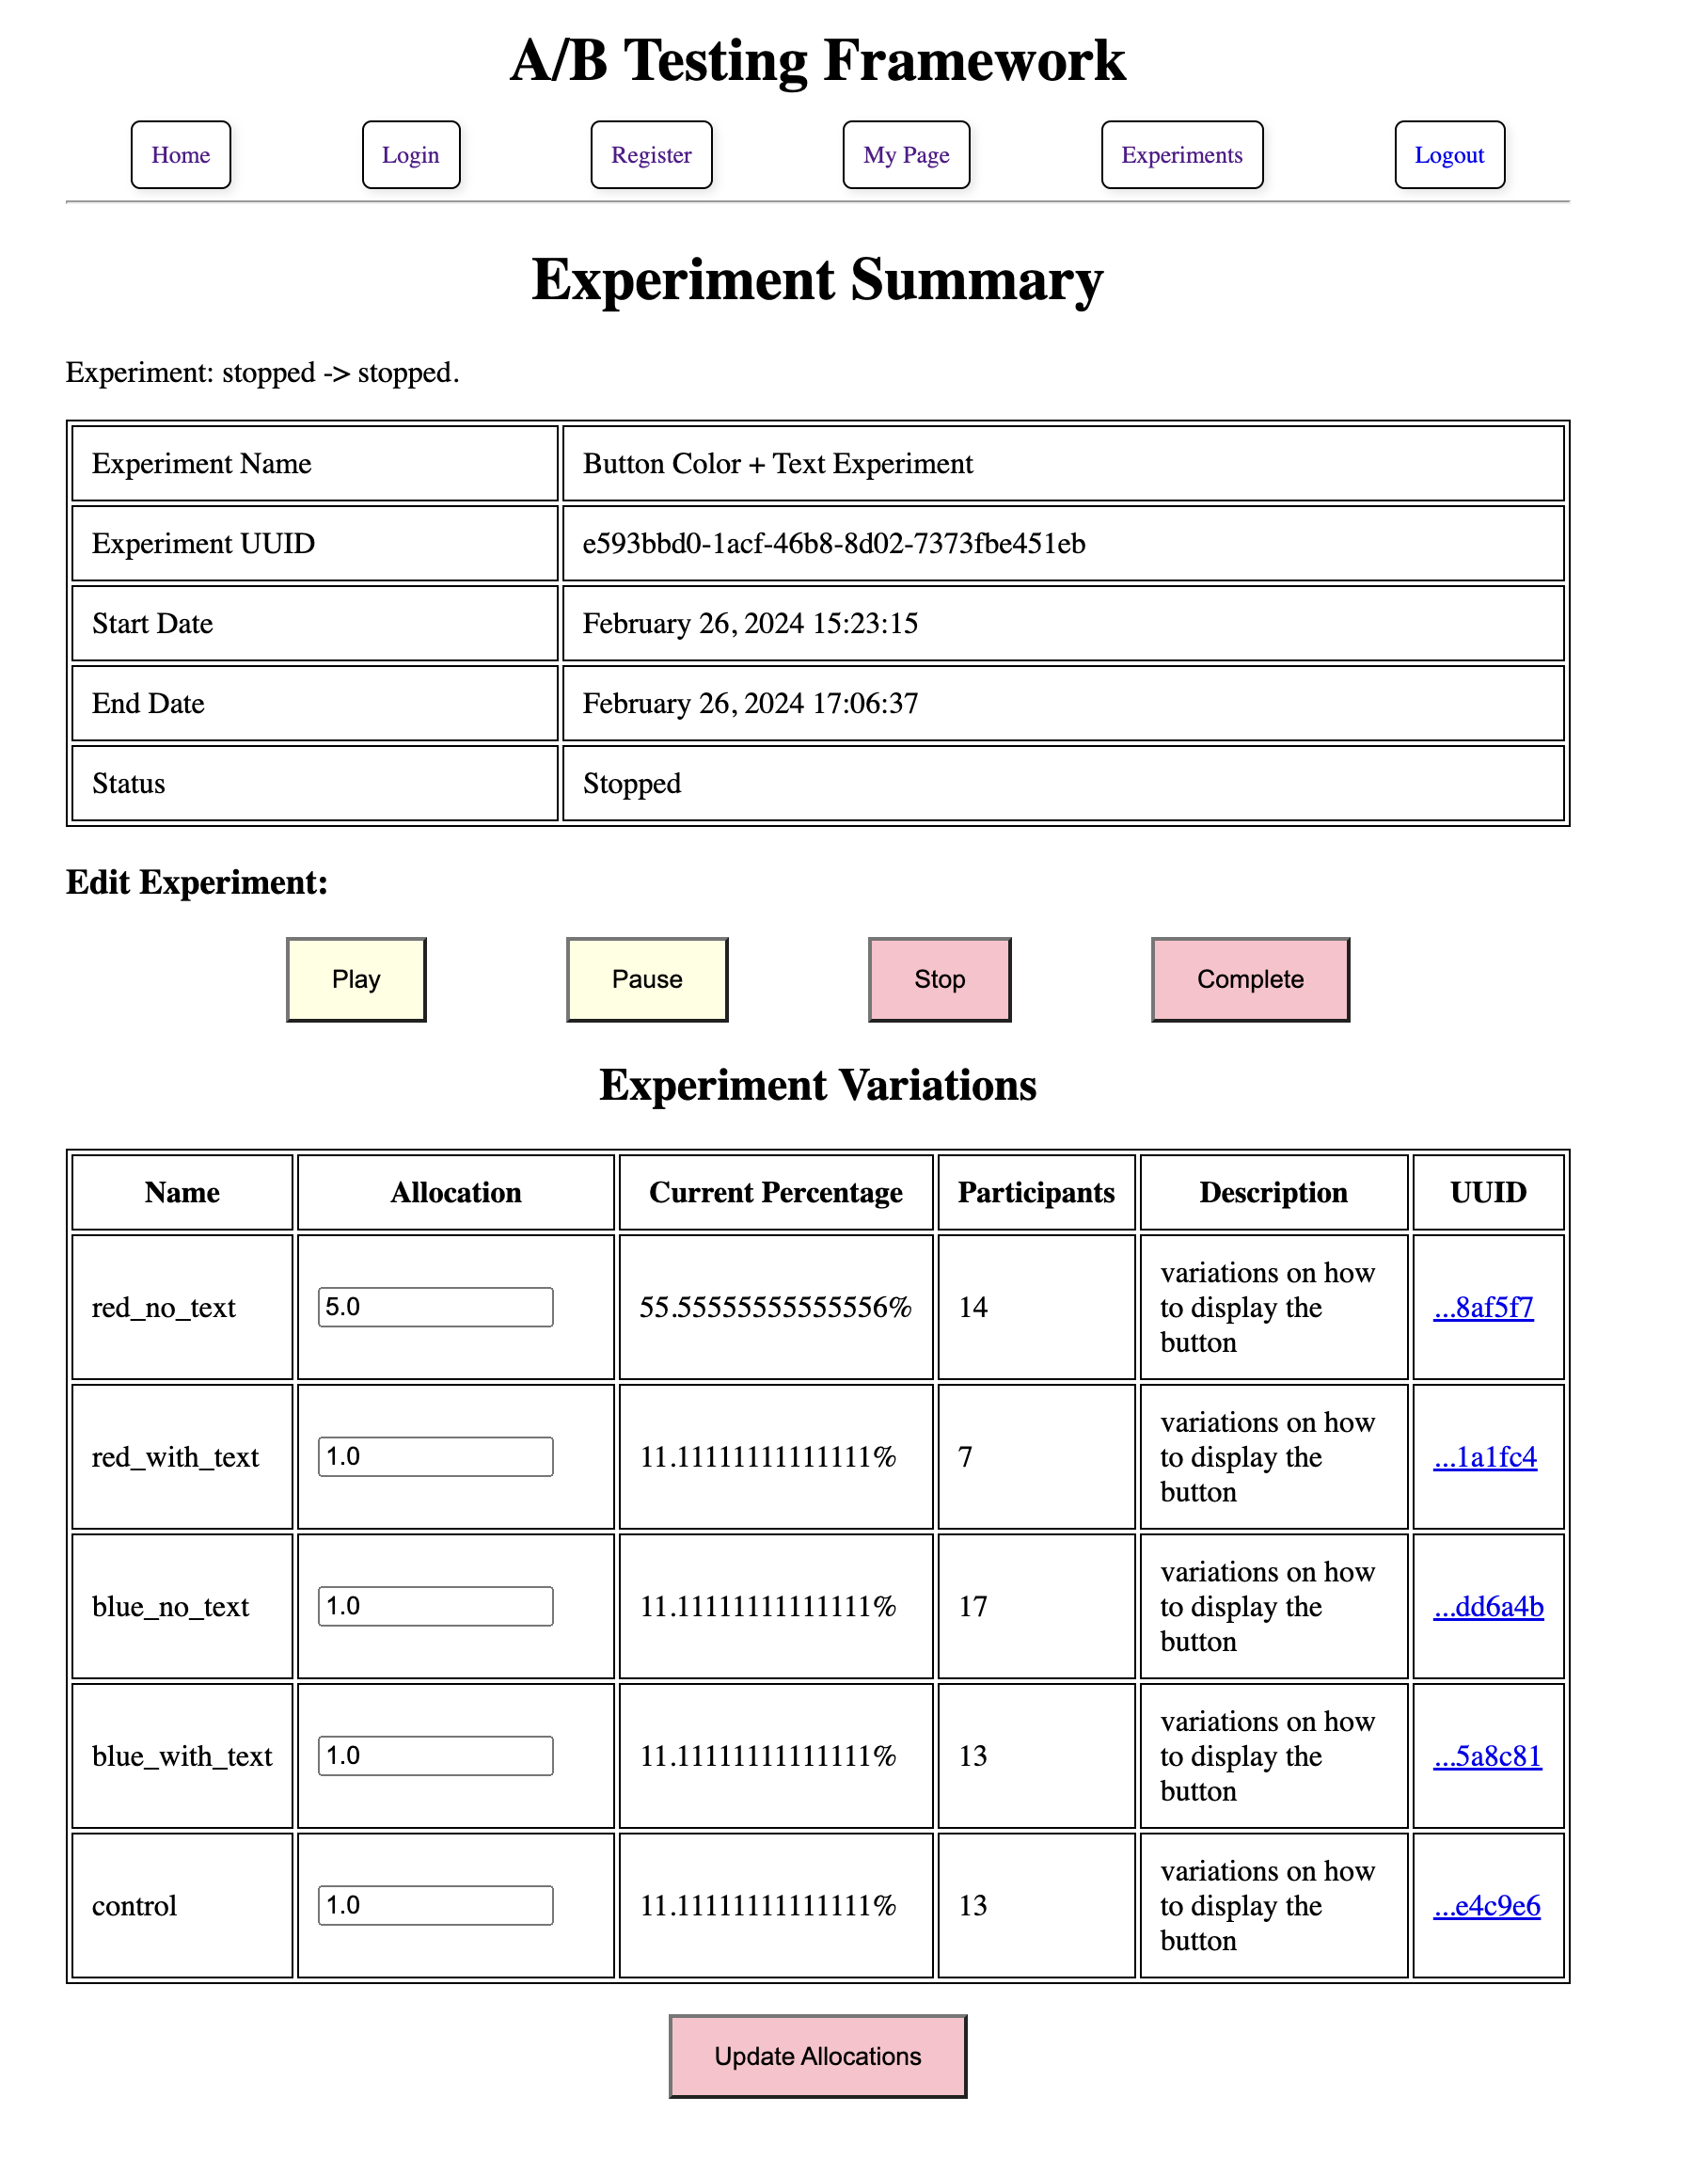 A/B Testing Framework
Home Login Register My Page Experiments Logout
Experiment Summary
Experiment: stopped -> stopped.
Experiment Name Button Color + Text Experiment
Experiment UUID e593bbd0-1acf-46b8-8d02-7373fbe451eb
Start Date February 26, 2024 15:23:15
End Date February 26, 2024 17:06:37
Status Stopped
Edit Experiment:
Play Pause Stop Complete
Experiment Variations
Name Allocation Current Percentage Participants Description UUID
red_no_text 5.0 55.55555555555556% 14 variations on how
to display the
button ...8af5f7
red_with_text 1.0 11.11111111111111% 7 variations on how
to display the
button ...1a1fc4
blue_no_text 1.0 11.11111111111111% 17 variations on how
to display the
button ...dd6a4b
blue_with_text 1.0 11.11111111111111% 13 variations on how
to display the
button ...5a8c81
control 1.0 11.11111111111111% 13 variations on how
to display the
button ...e4c9e6
Update Allocations